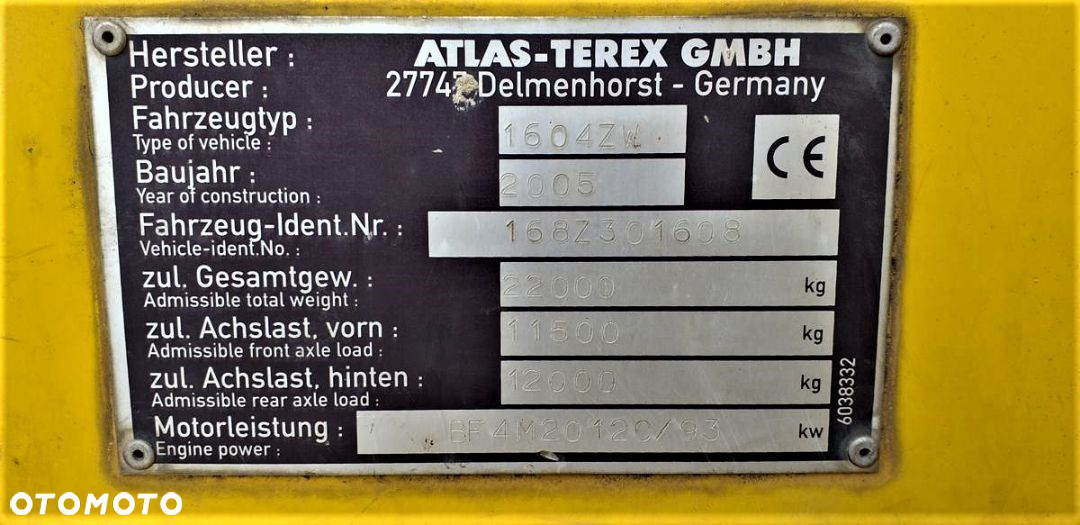 Hersteller :
ATLAS-TEREX GMBH
Producer :
Delmenhorst - Germany
Fahrzeugtyp :
Type of vehicle :
1604ZW
Baujahr :
Year of construction :
2005
CE
Fahrzeug-Ident.Nr. :
Vehicle-ident.No. :
168Z301608
zul. Gesamtgew. :
Admissible total weight :
22000 kg
zul. Achslast, vorn :
Admissible front axle load :
11500 kg
zul. Achslast, hinten :
Admissible rear axle load :
12000 kg
Motorleistung :
Engine power :
BF4M2012C/93 kw
6038332
OTOMOTO